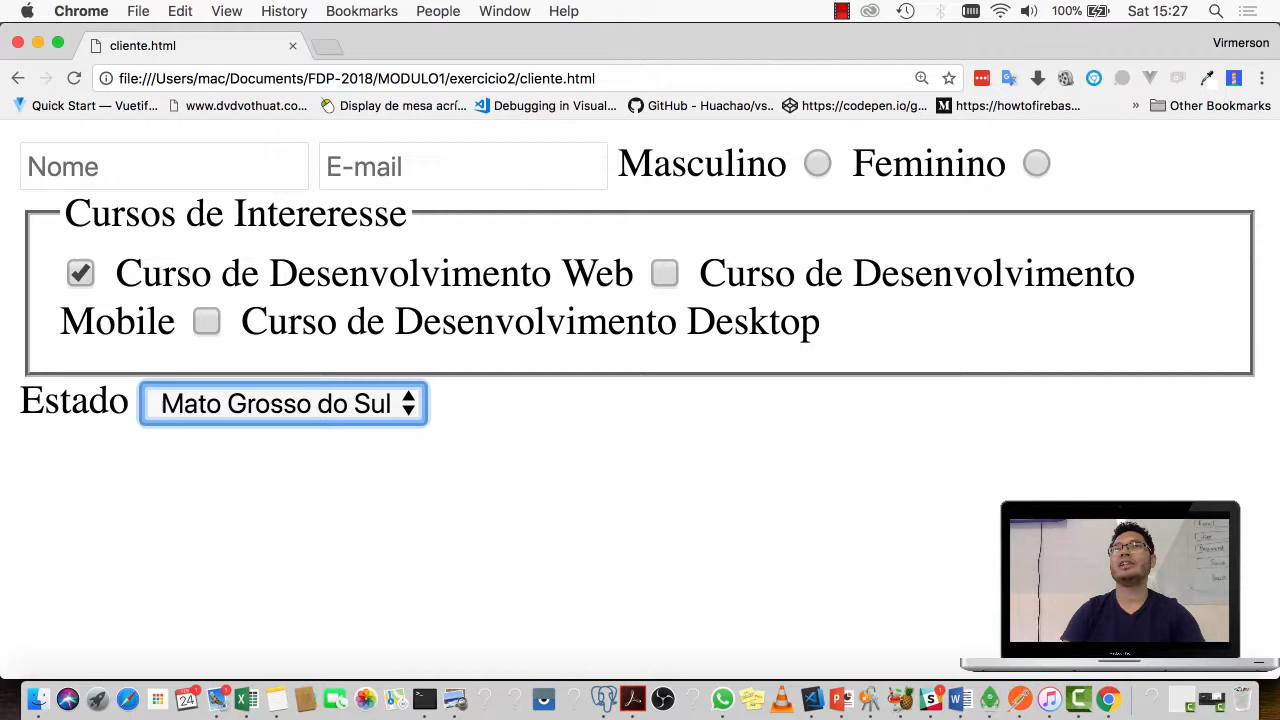 Chrome File Edit View History Bookmarks People Window Help 100% Sat 15:27
cliente.html Virmerson
file:///Users/mac/Documents/FDP-2018/MODULO1/exercicio2/cliente.html
Quick Start — Vuetif... www.dvdvothuat.co... Display de mesa acrí... Debugging in Visual... GitHub - Huachao/vs... https://codepen.io/g... https://howtofirebas... » Other Bookmarks
Nome E-mail Masculino Feminino
Cursos de Intereresse
Curso de Desenvolvimento Web Curso de Desenvolvimento
Mobile Curso de Desenvolvimento Desktop
Estado Mato Grosso do Sul
24